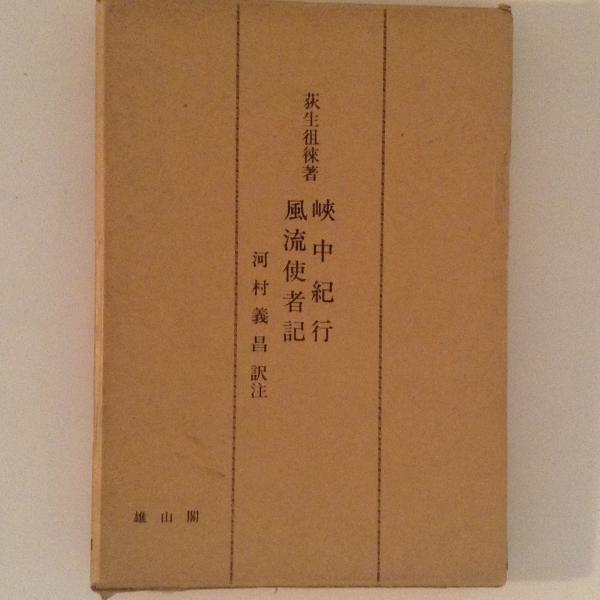 荻生徂徠著
峽中紀行
風流使者記
河村義昌訳注
雄山閣